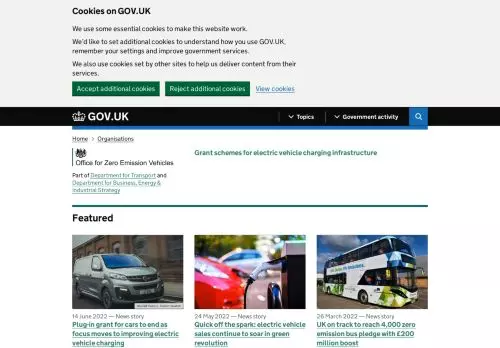 Cookies on GOV.UK
We use some essential cookies to make this website work.
We'd like to set additional cookies to understand how you use GOV.UK,
remember your settings and improve government services.
We also use cookies set by other sites to help us deliver content from their
services.
Accept additional cookies
Reject additional cookies
View cookies
GOV.UK
Topics
Government activity
Home
Organisations
Office for Zero Emission Vehicles
Grant schemes for electric vehicle charging infrastructure
Part of Department for Transport and
Department for Business, Energy &
Industrial Strategy
Featured
14 June 2022 — News story
Plug-in grant for cars to end as
focus moves to improving electric
vehicle charging
24 May 2022 — News story
Quick off the spark: electric vehicle
sales continue to soar in green
revolution
26 March 2022 — News story
UK on track to reach 4,000 zero
emission bus pledge with £200
million boost